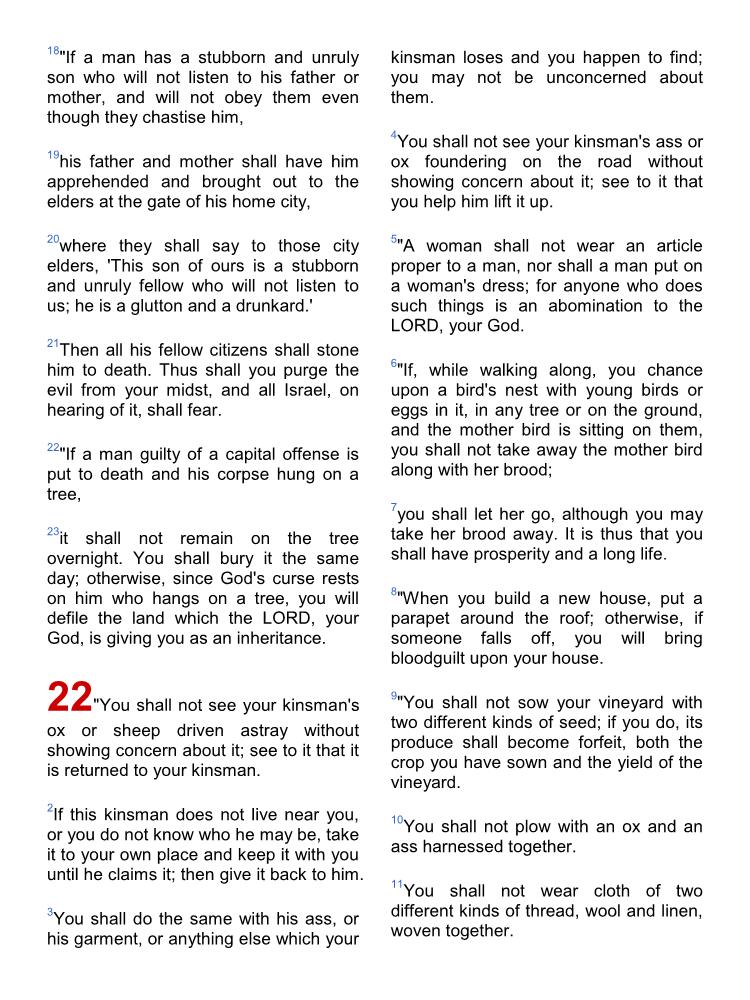 18"If a man has a stubborn and unruly
son who will not listen to his father or
mother, and will not obey them even
though they chastise him,
19his father and mother shall have him
apprehended and brought out to the
elders at the gate of his home city,
20where they shall say to those city
elders, 'This son of ours is a stubborn
and unruly fellow who will not listen to
us; he is a glutton and a drunkard.'
21Then all his fellow citizens shall stone
him to death. Thus shall you purge the
evil from your midst, and all Israel, on
hearing of it, shall fear.
22"If a man guilty of a capital offense is
put to death and his corpse hung on a
tree,
23it shall not remain on the tree
overnight. You shall bury it the same
day; otherwise, since God's curse rests
on him who hangs on a tree, you will
defile the land which the LORD, your
God, is giving you as an inheritance.
22"You shall not see your kinsman's
ox or sheep driven astray without
showing concern about it; see to it that it
is returned to your kinsman.
2If this kinsman does not live near you,
or you do not know who he may be, take
it to your own place and keep it with you
until he claims it; then give it back to him.
3You shall do the same with his ass, or
his garment, or anything else which your
kinsman loses and you happen to find;
you may not be unconcerned about
them.
4You shall not see your kinsman's ass or
ox foundering on the road without
showing concern about it; see to it that
you help him lift it up.
5"A woman shall not wear an article
proper to a man, nor shall a man put on
a woman's dress; for anyone who does
such things is an abomination to the
LORD, your God.
6"If, while walking along, you chance
upon a bird's nest with young birds or
eggs in it, in any tree or on the ground,
and the mother bird is sitting on them,
you shall not take away the mother bird
along with her brood;
7you shall let her go, although you may
take her brood away. It is thus that you
shall have prosperity and a long life.
8"When you build a new house, put a
parapet around the roof; otherwise, if
someone falls off, you will bring
bloodguilt upon your house.
9"You shall not sow your vineyard with
two different kinds of seed; if you do, its
produce shall become forfeit, both the
crop you have sown and the yield of the
vineyard.
10You shall not plow with an ox and an
ass harnessed together.
11You shall not wear cloth of two
different kinds of thread, wool and linen,
woven together.